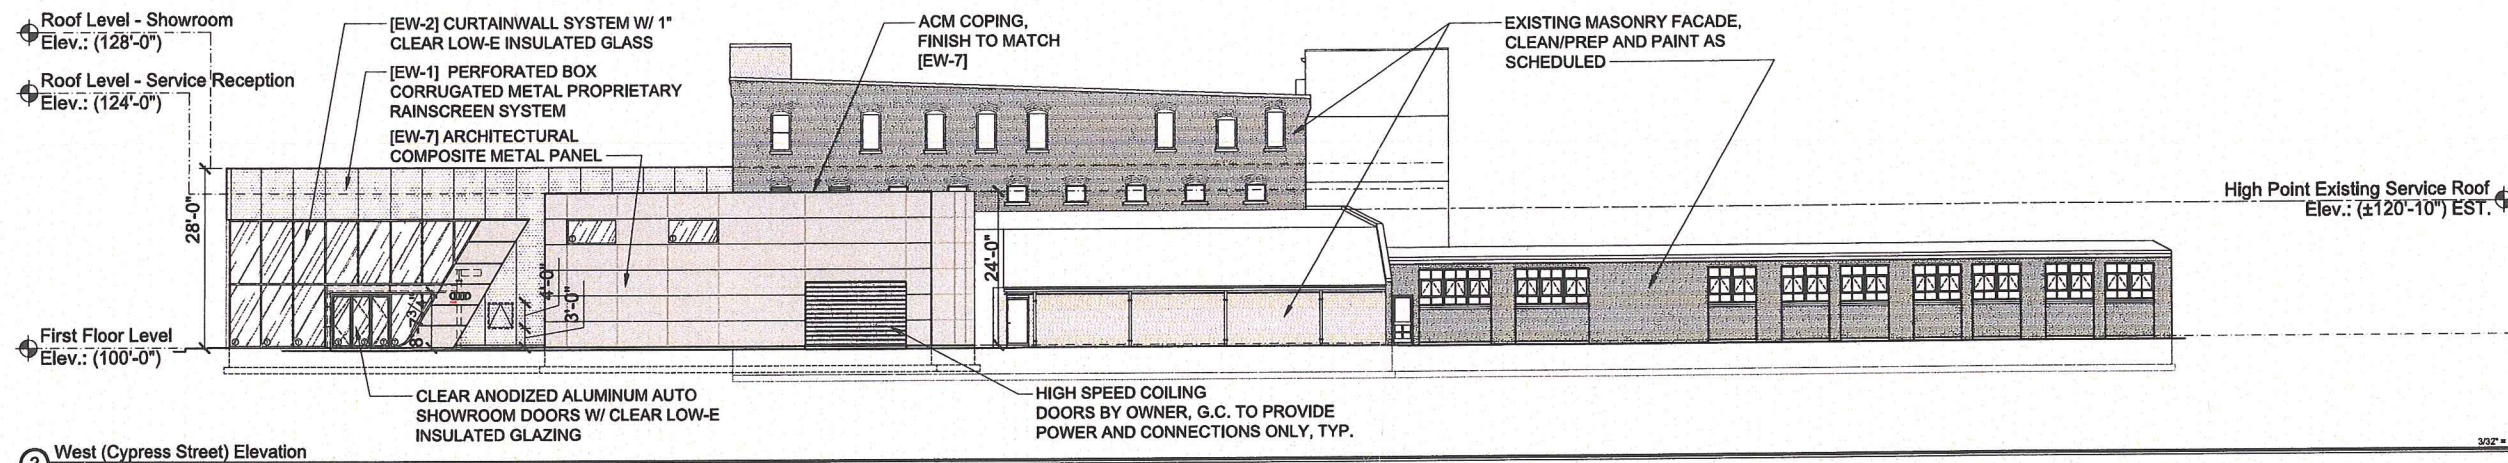 Roof Level - Showroom
Elev.: (128'-0")
Roof Level - Service Reception
Elev.: (124'-0")
[EW-2] CURTAINWALL SYSTEM W/ 1"
CLEAR LOW-E INSULATED GLASS
[EW-1] PERFORATED BOX
CORRUGATED METAL PROPRIETARY
RAINSCREEN SYSTEM
[EW-7] ARCHITECTURAL
COMPOSITE METAL PANEL
ACM COPING,
FINISH TO MATCH
[EW-7]
EXISTING MASONRY FACADE,
CLEAN/PREP AND PAINT AS
SCHEDULED
High Point Existing Service Roof
Elev.: (±120'-10") EST.
28'-0"
24'-0"
4'-0"
3'-0"
First Floor Level
Elev.: (100'-0")
CLEAR ANODIZED ALUMINUM AUTO
SHOWROOM DOORS W/ CLEAR LOW-E
INSULATED GLAZING
HIGH SPEED COILING
DOORS BY OWNER, G.C. TO PROVIDE
POWER AND CONNECTIONS ONLY, TYP.
2 West (Cypress Street) Elevation
3/32" =